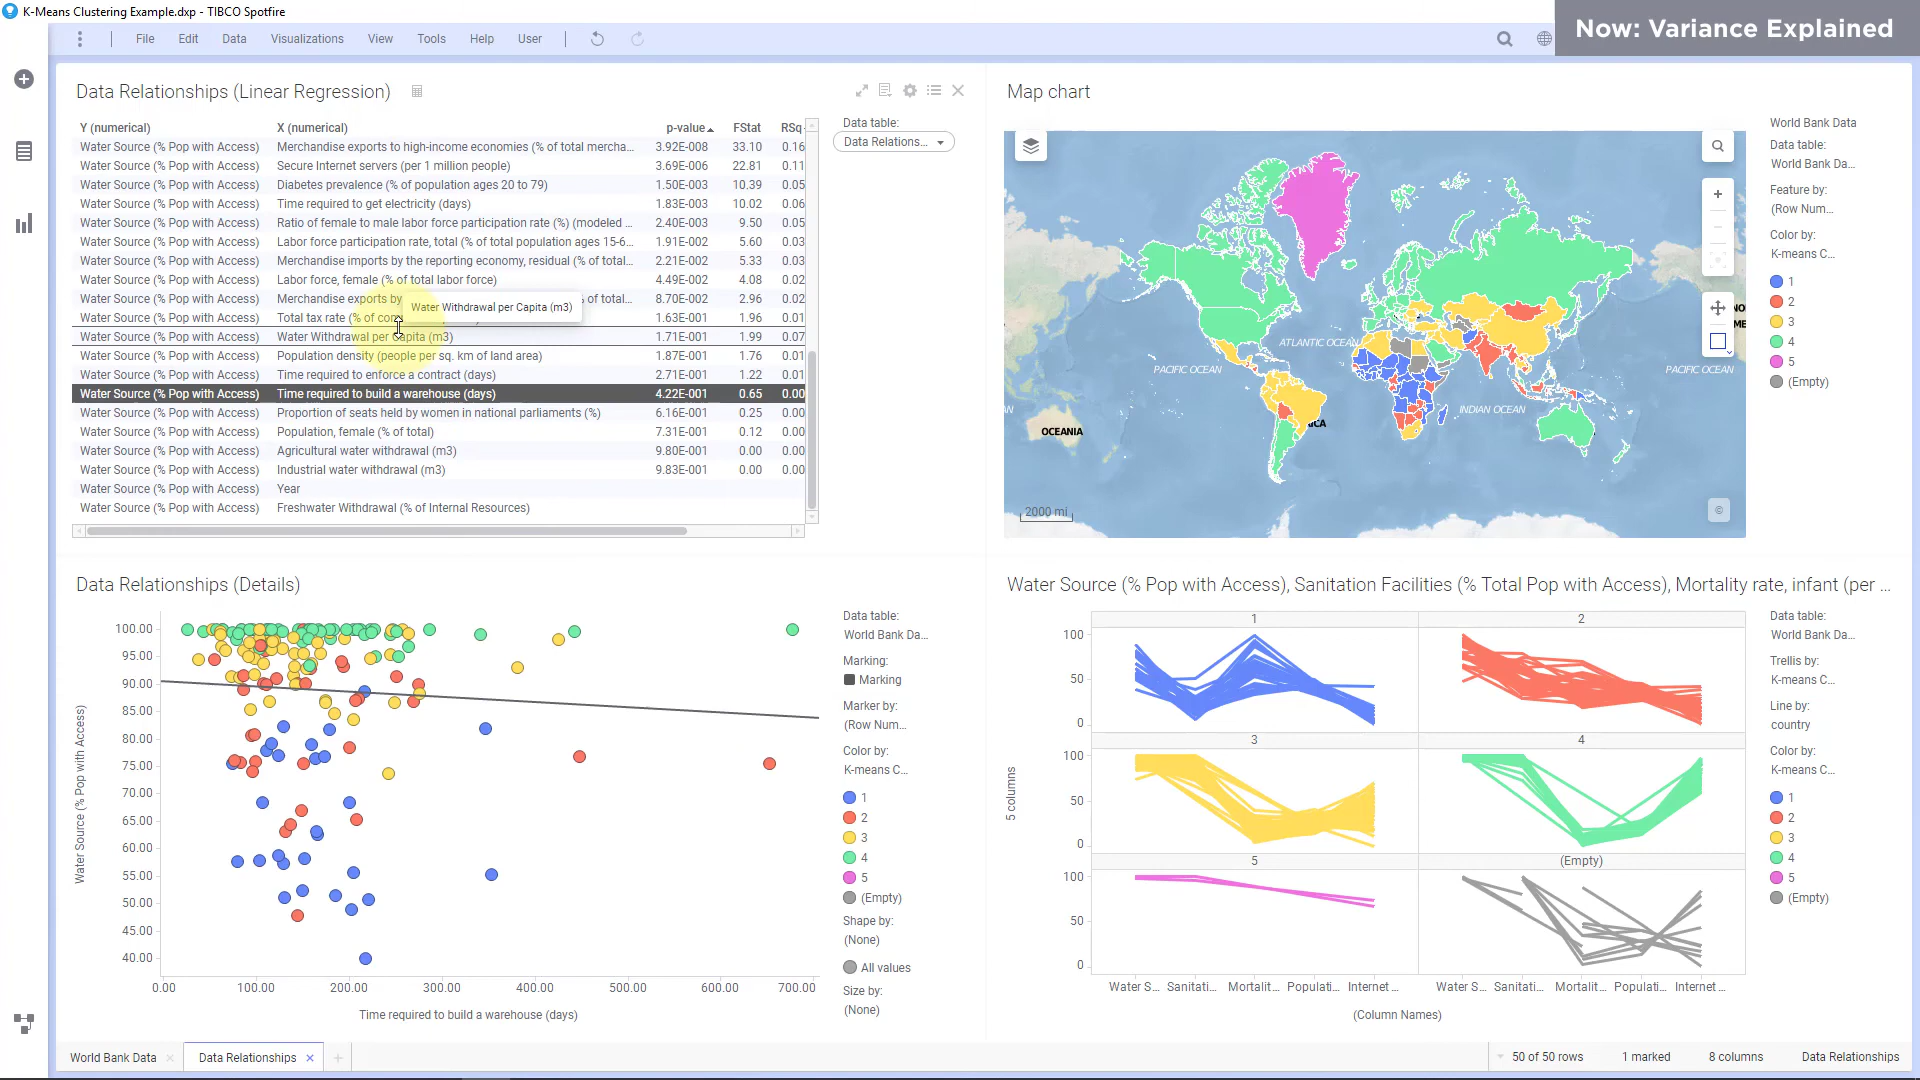 K-Means Clustering Example.dxp - TIBCO Spotfire
Now: Variance Explained
File Edit Data Visualizations View Tools Help User
Data Relationships (Linear Regression)
Y (numerical) X (numerical) p-value FStat RSq
Water Source (% Pop with Access) Merchandise exports to high-income economies (% of total mercha... 3.92E-008 33.10 0.16
Water Source (% Pop with Access) Secure Internet servers (per 1 million people) 3.69E-006 22.81 0.11
Water Source (% Pop with Access) Diabetes prevalence (% of population ages 20 to 79) 1.50E-003 10.39 0.05
Water Source (% Pop with Access) Time required to get electricity (days) 1.83E-003 10.02 0.06
Water Source (% Pop with Access) Ratio of female to male labor force participation rate (%) (modeled ... 2.40E-003 9.50 0.05
Water Source (% Pop with Access) Labor force participation rate, total (% of total population ages 15-6... 1.91E-002 5.60 0.03
Water Source (% Pop with Access) Merchandise imports by the reporting economy, residual (% of total... 2.21E-002 5.33 0.03
Water Source (% Pop with Access) Labor force, female (% of total labor force) 4.49E-002 4.08 0.02
Water Source (% Pop with Access) Merchandise exports by % of total... 8.70E-002 2.96 0.02
Water Withdrawal per Capita (m3)
Water Source (% Pop with Access) Total tax rate (% of 1.63E-001 1.96 0.01
Water Source (% Pop with Access) Water Withdrawal per Capita (m3) 1.71E-001 1.99 0.07
Water Source (% Pop with Access) Population density (people per sq. km of land area) 1.87E-001 1.76 0.01
Water Source (% Pop with Access) Time required to enforce a contract (days) 2.71E-001 1.22 0.01
Water Source (% Pop with Access) Time required to build a warehouse (days) 4.22E-001 0.65 0.00
Water Source (% Pop with Access) Proportion of seats held by women in national parliaments (%) 6.16E-001 0.25 0.00
Water Source (% Pop with Access) Population, female (% of total) 7.31E-001 0.12 0.00
Water Source (% Pop with Access) Agricultural water withdrawal (m3) 9.80E-001 0.00 0.00
Water Source (% Pop with Access) Industrial water withdrawal (m3) 9.83E-001 0.00 0.00
Water Source (% Pop with Access) Year
Water Source (% Pop with Access) Freshwater Withdrawal (% of Internal Resources)
Data table:
Data Relations...
Map chart
ATLANTIC OCEAN
PACIFIC OCEAN
PACIFIC OCEAN
INDIAN OCEAN
OCEANIA
2000 mi
©
World Bank Data
Data table:
World Bank Da...
Feature by:
(Row Num...
Color by:
K-means C...
1
2
3
4
5
(Empty)
Data Relationships (Details)
Water Source (% Pop with Access)
100.00
95.00
90.00
85.00
80.00
75.00
70.00
65.00
60.00
55.00
50.00
45.00
40.00
0.00 100.00 200.00 300.00 400.00 500.00 600.00 700.00
Time required to build a warehouse (days)
Data table:
World Bank Da...
Marking:
Marking
Marker by:
(Row Num...
Color by:
K-means C...
1
2
3
4
5
(Empty)
Shape by:
(None)
All values
Size by:
(None)
Water Source (% Pop with Access), Sanitation Facilities (% Total Pop with Access), Mortality rate, infant (per ...
5 columns
1 2
100
50
0
3 4
100
50
0
5 (Empty)
100
50
0
Water S... Sanitati... Mortalit... Populati... Internet ... Water S... Sanitati... Mortalit... Populati... Internet ...
(Column Names)
Data table:
World Bank Da...
Trellis by:
K-means C...
Line by:
country
Color by:
K-means C...
1
2
3
4
5
(Empty)
World Bank Data Data Relationships
50 of 50 rows 1 marked 8 columns Data Relationships